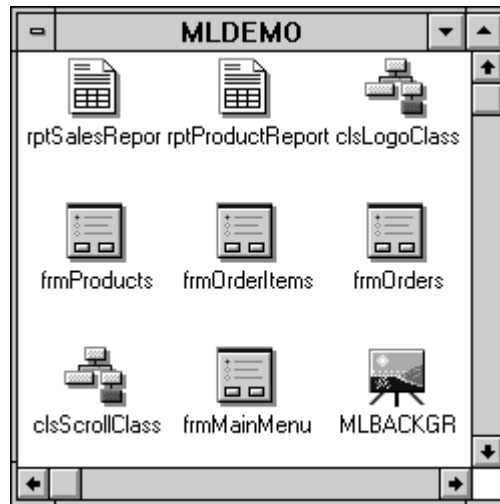 MLDEMO
rptSalesRepor rptProductReport clsLogoClass
frmProducts frmOrderItems frmOrders
clsScrollClass frmMainMenu MLBACKGR